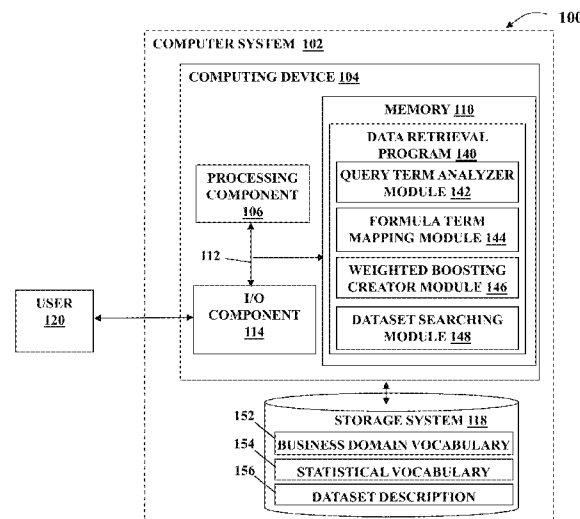 100
COMPUTER SYSTEM 102
COMPUTING DEVICE 104
MEMORY 110
DATA RETRIEVAL
PROGRAM 140
QUERY TERM ANALYZER
MODULE 142
FORMULA TERM
MAPPING MODULE 144
WEIGHTED BOOSTING
CREATOR MODULE 146
DATASET SEARCHING
MODULE 148
PROCESSING
COMPONENT
106
112
I/O
COMPONENT
114
USER
120
STORAGE SYSTEM 118
152
BUSINESS DOMAIN VOCABULARY
154
STATISTICAL VOCABULARY
156
DATASET DESCRIPTION